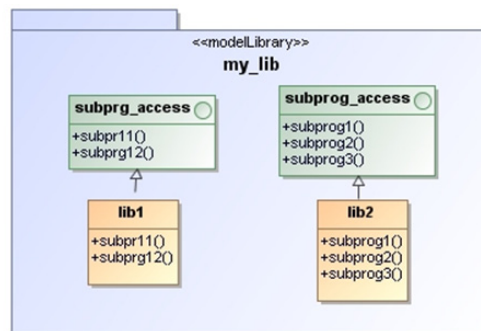 <<modelLibrary>>
my_lib
subprg_access
+subpr11()
+subprg12()
subprog_access
+subprog1()
+subprog2()
+subprog3()
lib1
+subpr11()
+subprg12()
lib2
+subprog1()
+subprog2()
+subprog3()